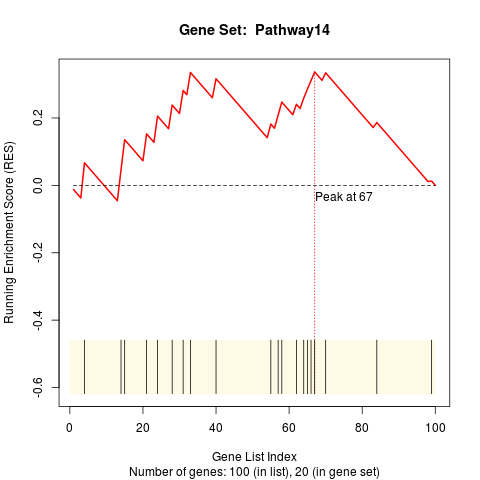 Gene Set:  Pathway14
Running Enrichment Score (RES)
0.2
0.0
-0.2
-0.4
-0.6
Peak at 67
0 20 40 60 80 100
Gene List Index
Number of genes: 100 (in list), 20 (in gene set)